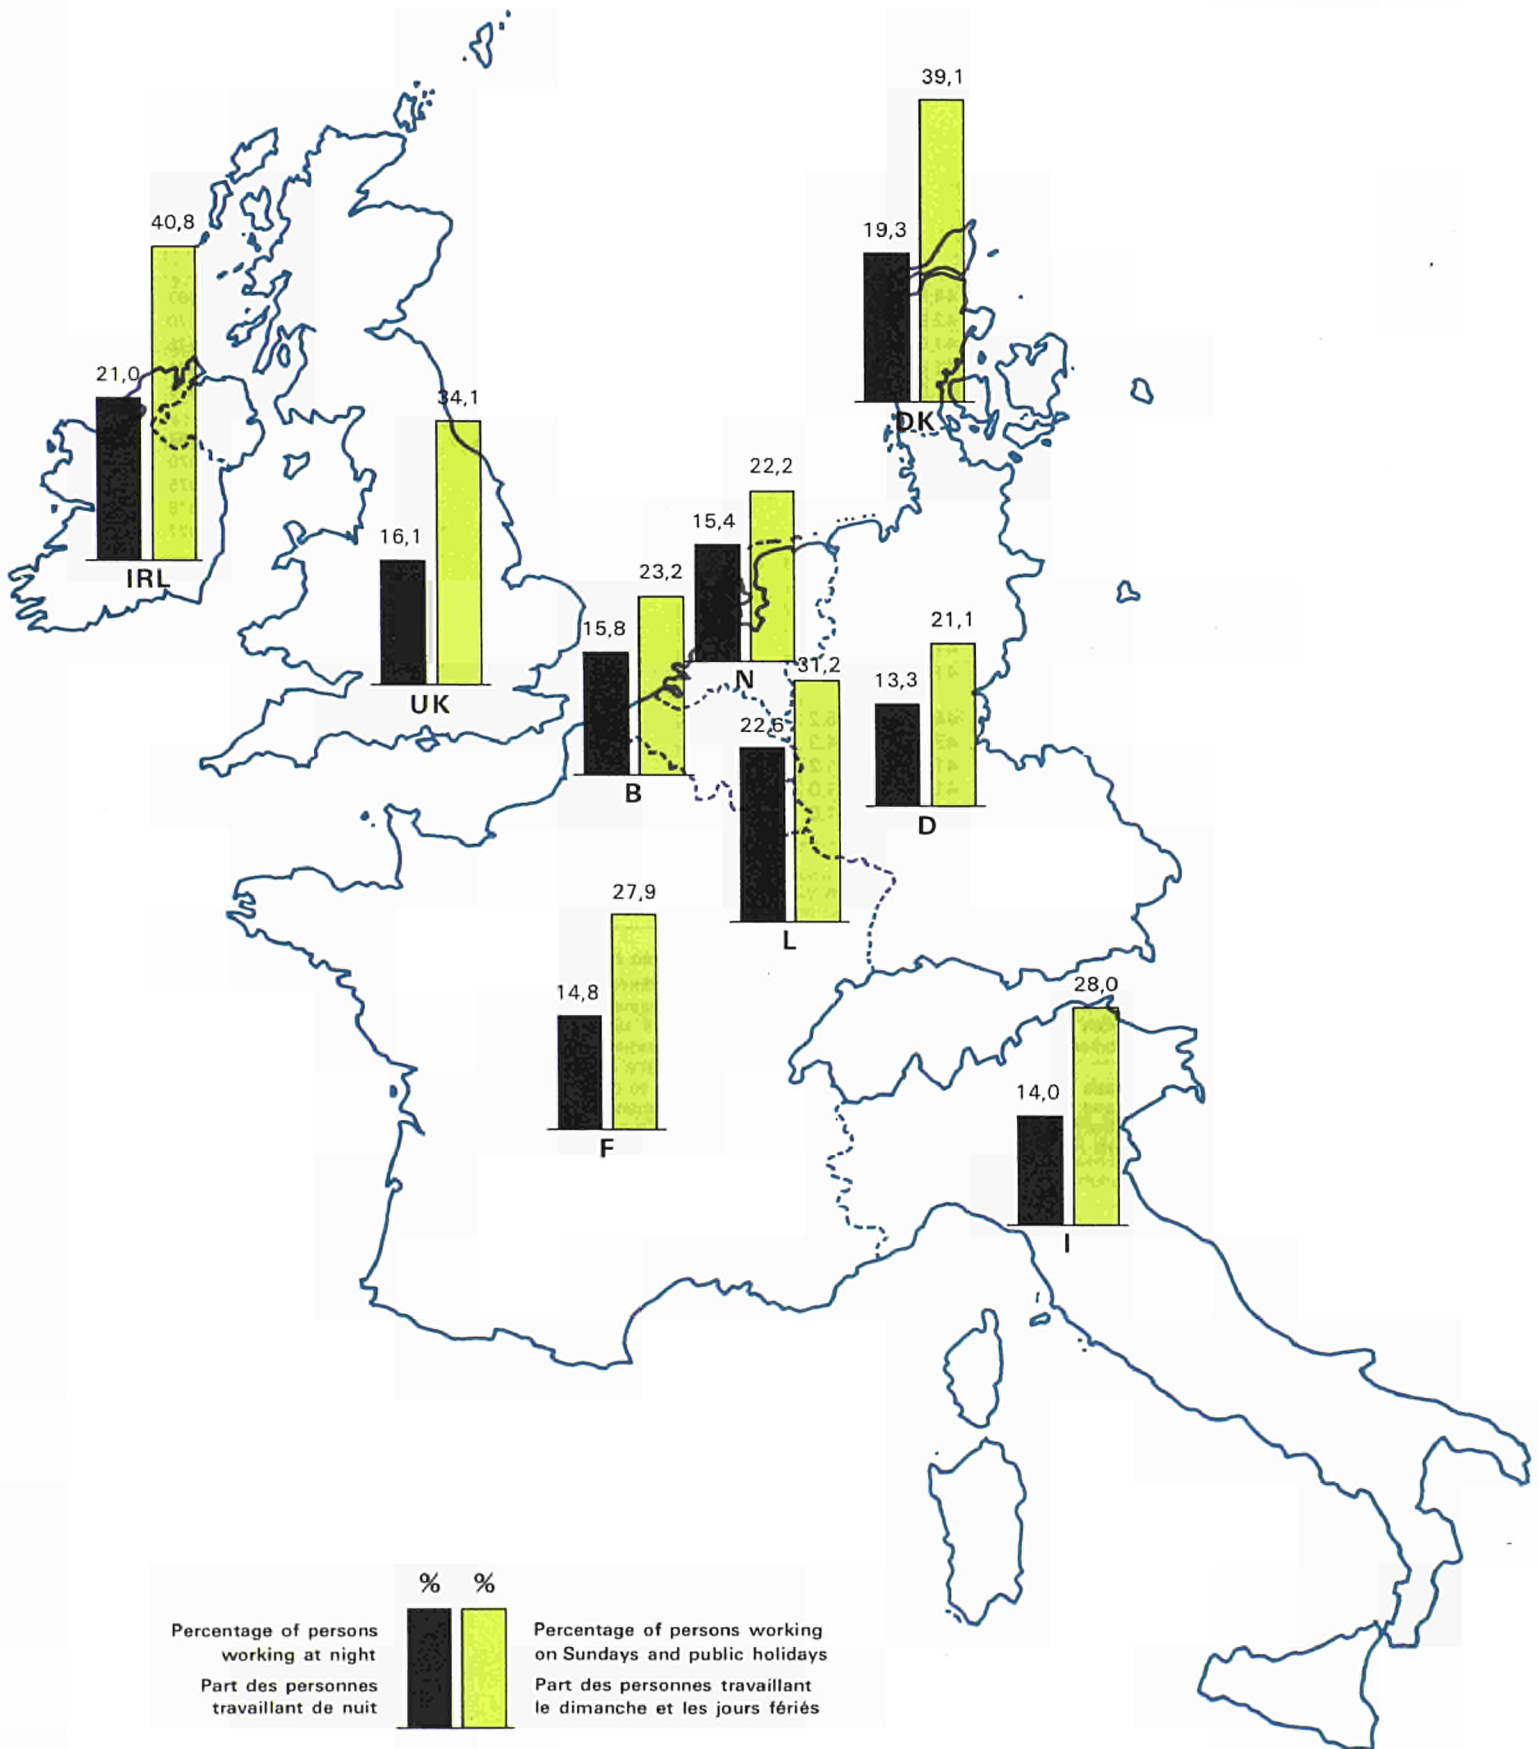 39,1
19,3
DK
40,8
21,0
IRL
34,1
16,1
UK
22,2
15,4
N
23,2
15,8
B
31,2
22,6
L
21,1
13,3
D
27,9
14,8
F
28,0
14,0
I
% %
Percentage of persons
working at night
Part des personnes
travaillant de nuit
Percentage of persons working
on Sundays and public holidays
Part des personnes travaillant
le dimanche et les jours fériés